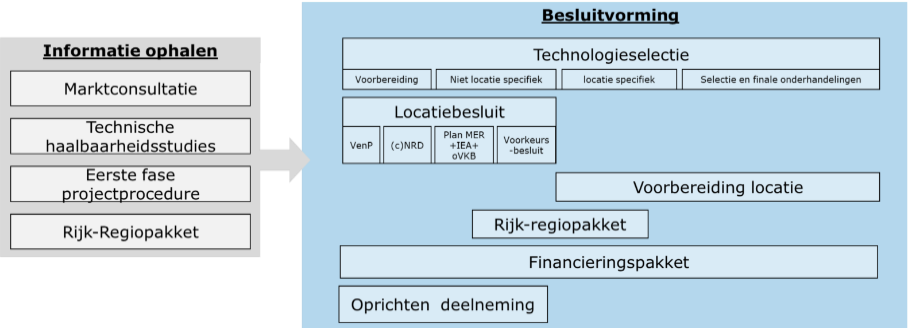 Informatie ophalen
Marktconsultatie
Technische
haalbaarheidsstudies
Eerste fase
projectprocedure
Rijk-Regiopakket
Besluitvorming
Technologieselectie
Voorbereiding
Niet locatie specifiek
locatie specifiek
Selectie en finale onderhandelingen
Locatiebesluit
VenP
(c)NRD
Plan MER
+IEA+
oVKB
Voorkeurs
-besluit
Voorbereiding locatie
Rijk-regiopakket
Financieringspakket
Oprichten deelneming